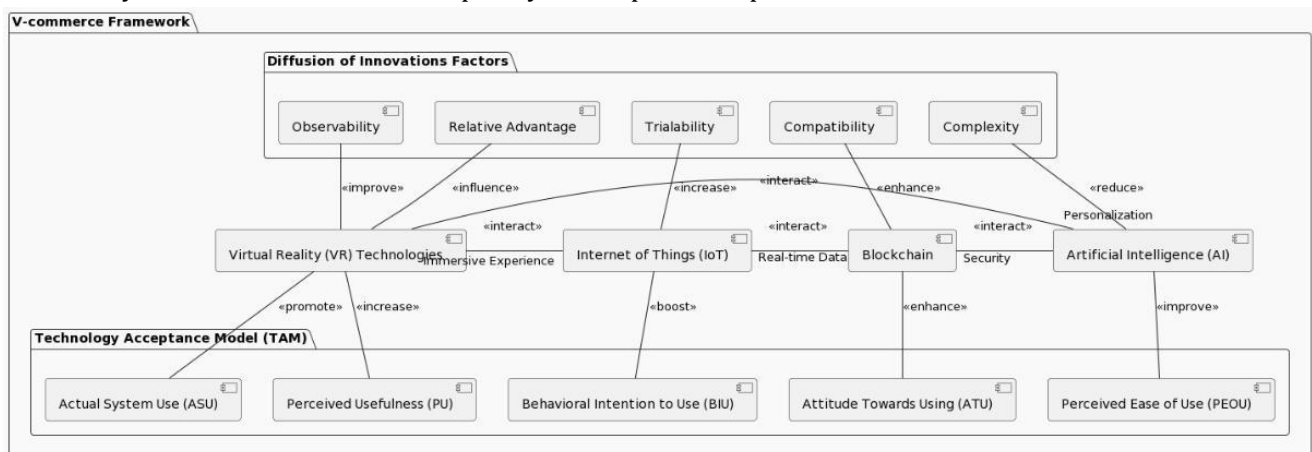 V-commerce Framework
Diffusion of Innovations Factors
Observability
Relative Advantage
Trialability
Compatibility
Complexity
«improve»
«influence»
«increase»
«interact»
«enhance»
«reduce»
Personalization
«interact»
«interact»
«interact»
Virtual Reality (VR) Technologies
Immersive Experience
Internet of Things (IoT)
Real-time Data
Blockchain
Security
Artificial Intelligence (AI)
«promote»
«increase»
«boost»
«enhance»
«improve»
Technology Acceptance Model (TAM)
Actual System Use (ASU)
Perceived Usefulness (PU)
Behavioral Intention to Use (BIU)
Attitude Towards Using (ATU)
Perceived Ease of Use (PEOU)